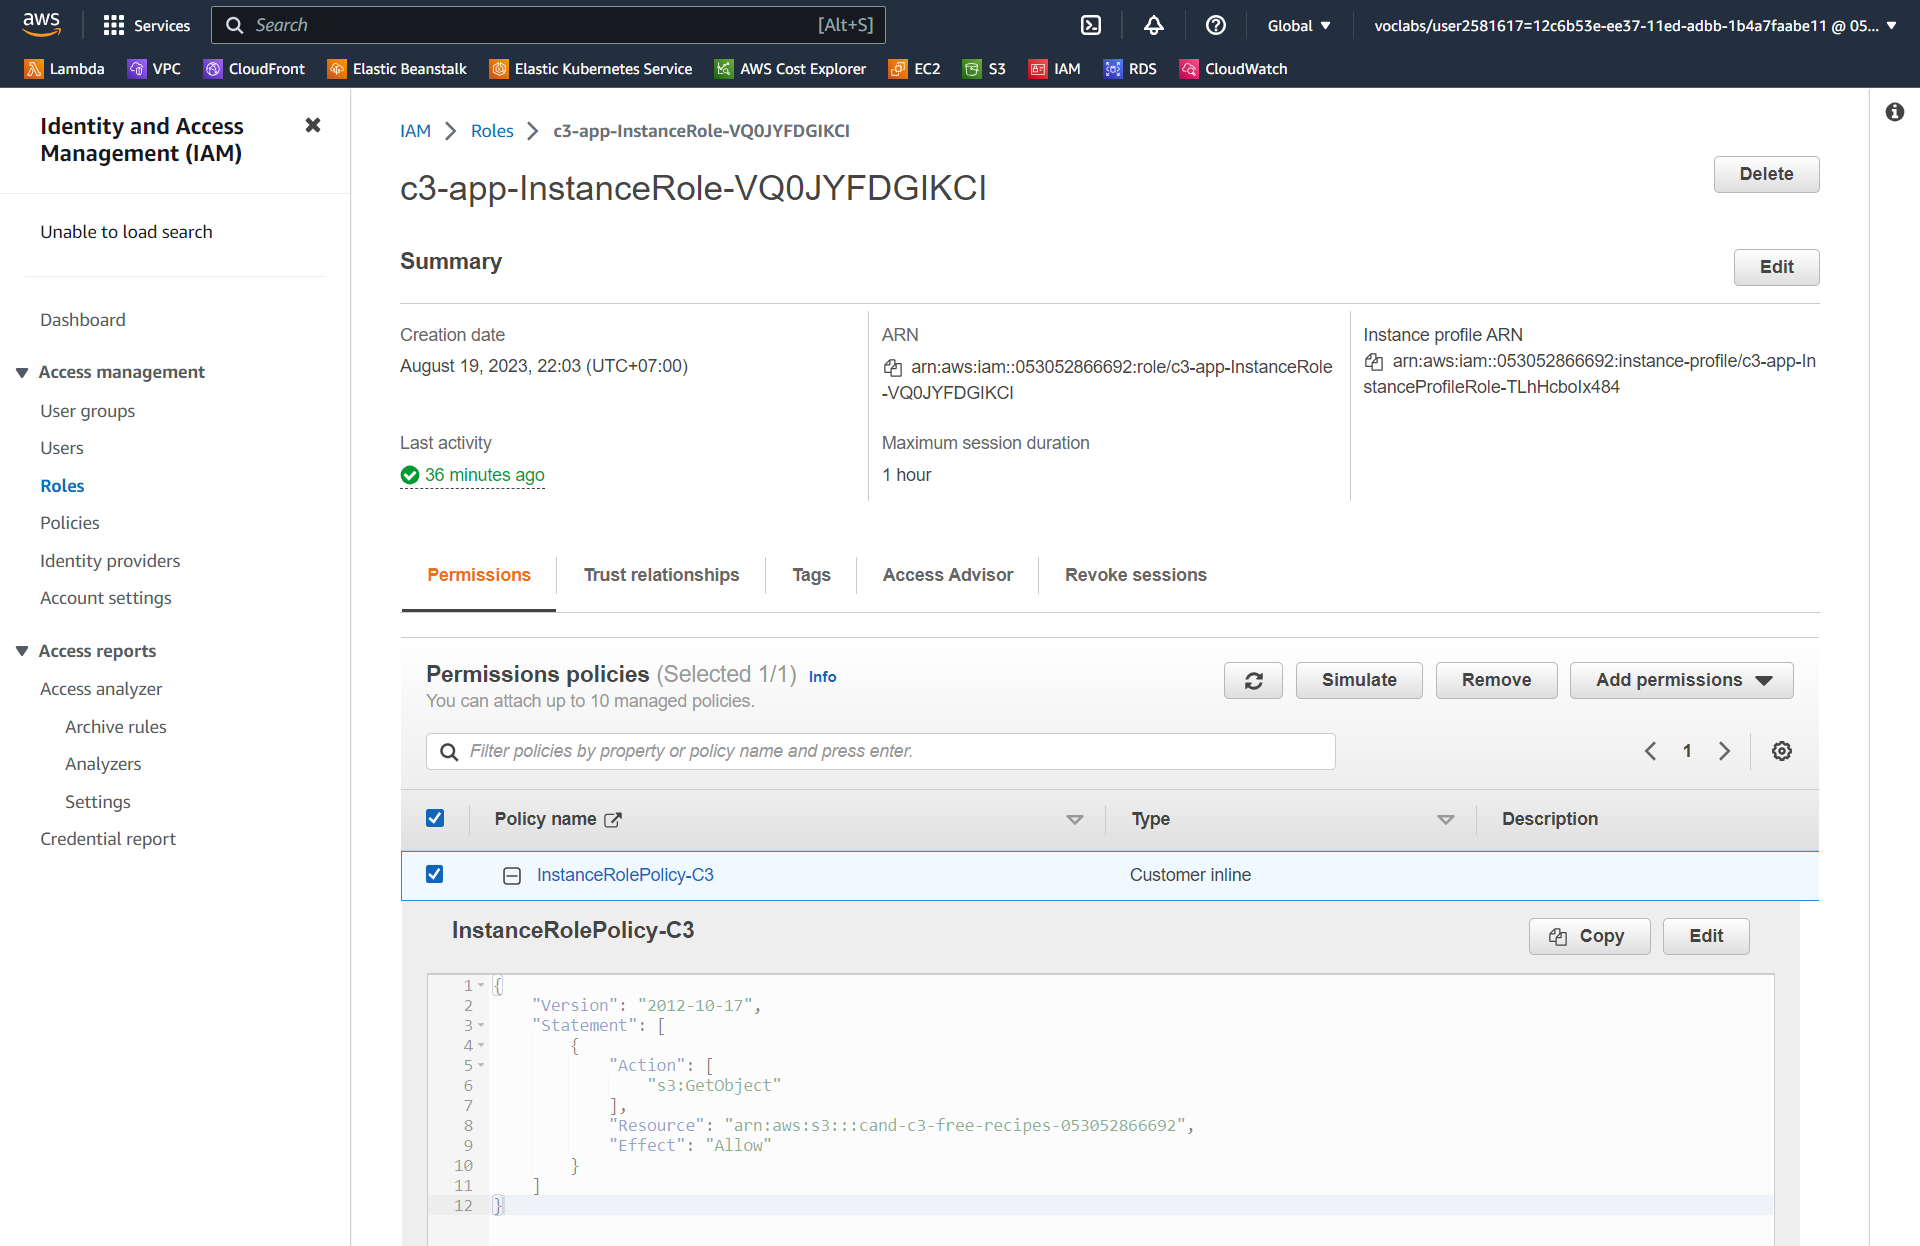 aws
Services
Search [Alt+S]
Global
voclabs/user2581617=12c6b53e-ee37-11ed-adbb-1b4a7faabe11 @ 05...
Lambda VPC CloudFront Elastic Beanstalk Elastic Kubernetes Service AWS Cost Explorer EC2 S3 IAM RDS CloudWatch
Identity and Access
Management (IAM)
Unable to load search
Dashboard
Access management
User groups
Users
Roles
Policies
Identity providers
Account settings
Access reports
Access analyzer
Archive rules
Analyzers
Settings
Credential report
IAM Roles c3-app-InstanceRole-VQ0JYFDGIKCI
c3-app-InstanceRole-VQ0JYFDGIKCI
Delete
Summary
Edit
Creation date
August 19, 2023, 22:03 (UTC+07:00)
Last activity
36 minutes ago
ARN
arn:aws:iam::053052866692:role/c3-app-InstanceRole
-VQ0JYFDGIKCI
Maximum session duration
1 hour
Instance profile ARN
arn:aws:iam::053052866692:instance-profile/c3-app-In
stanceProfileRole-TLhHcboIx484
Permissions Trust relationships Tags Access Advisor Revoke sessions
Permissions policies (Selected 1/1) Info
You can attach up to 10 managed policies.
Simulate
Remove
Add permissions
Filter policies by property or policy name and press enter.
1
Policy name Type Description
InstanceRolePolicy-C3 Customer inline
InstanceRolePolicy-C3
Copy
Edit
1 {
2 "Version": "2012-10-17",
3 "Statement": [
4 {
5 "Action": [
6 "s3:GetObject"
7 ],
8 "Resource": "arn:aws:s3:::cand-c3-free-recipes-053052866692",
9 "Effect": "Allow"
10 }
11 ]
12 }